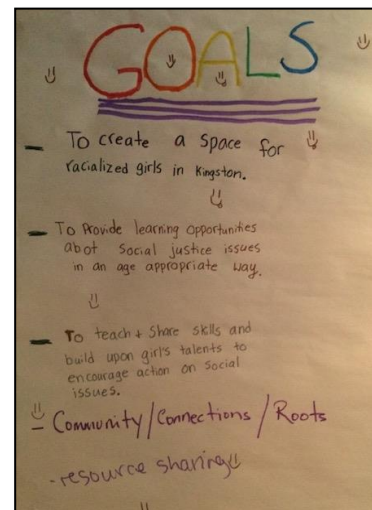 GOALS
- To create a space for
racialized girls in Kingston.
- To Provide learning opportunities
abot social justice issues
in an age appropriate way.
- To teach + share skills and
build upon girl's talents to
encourage action on social
issues.
- Community/Connections/Roots
- resource sharing